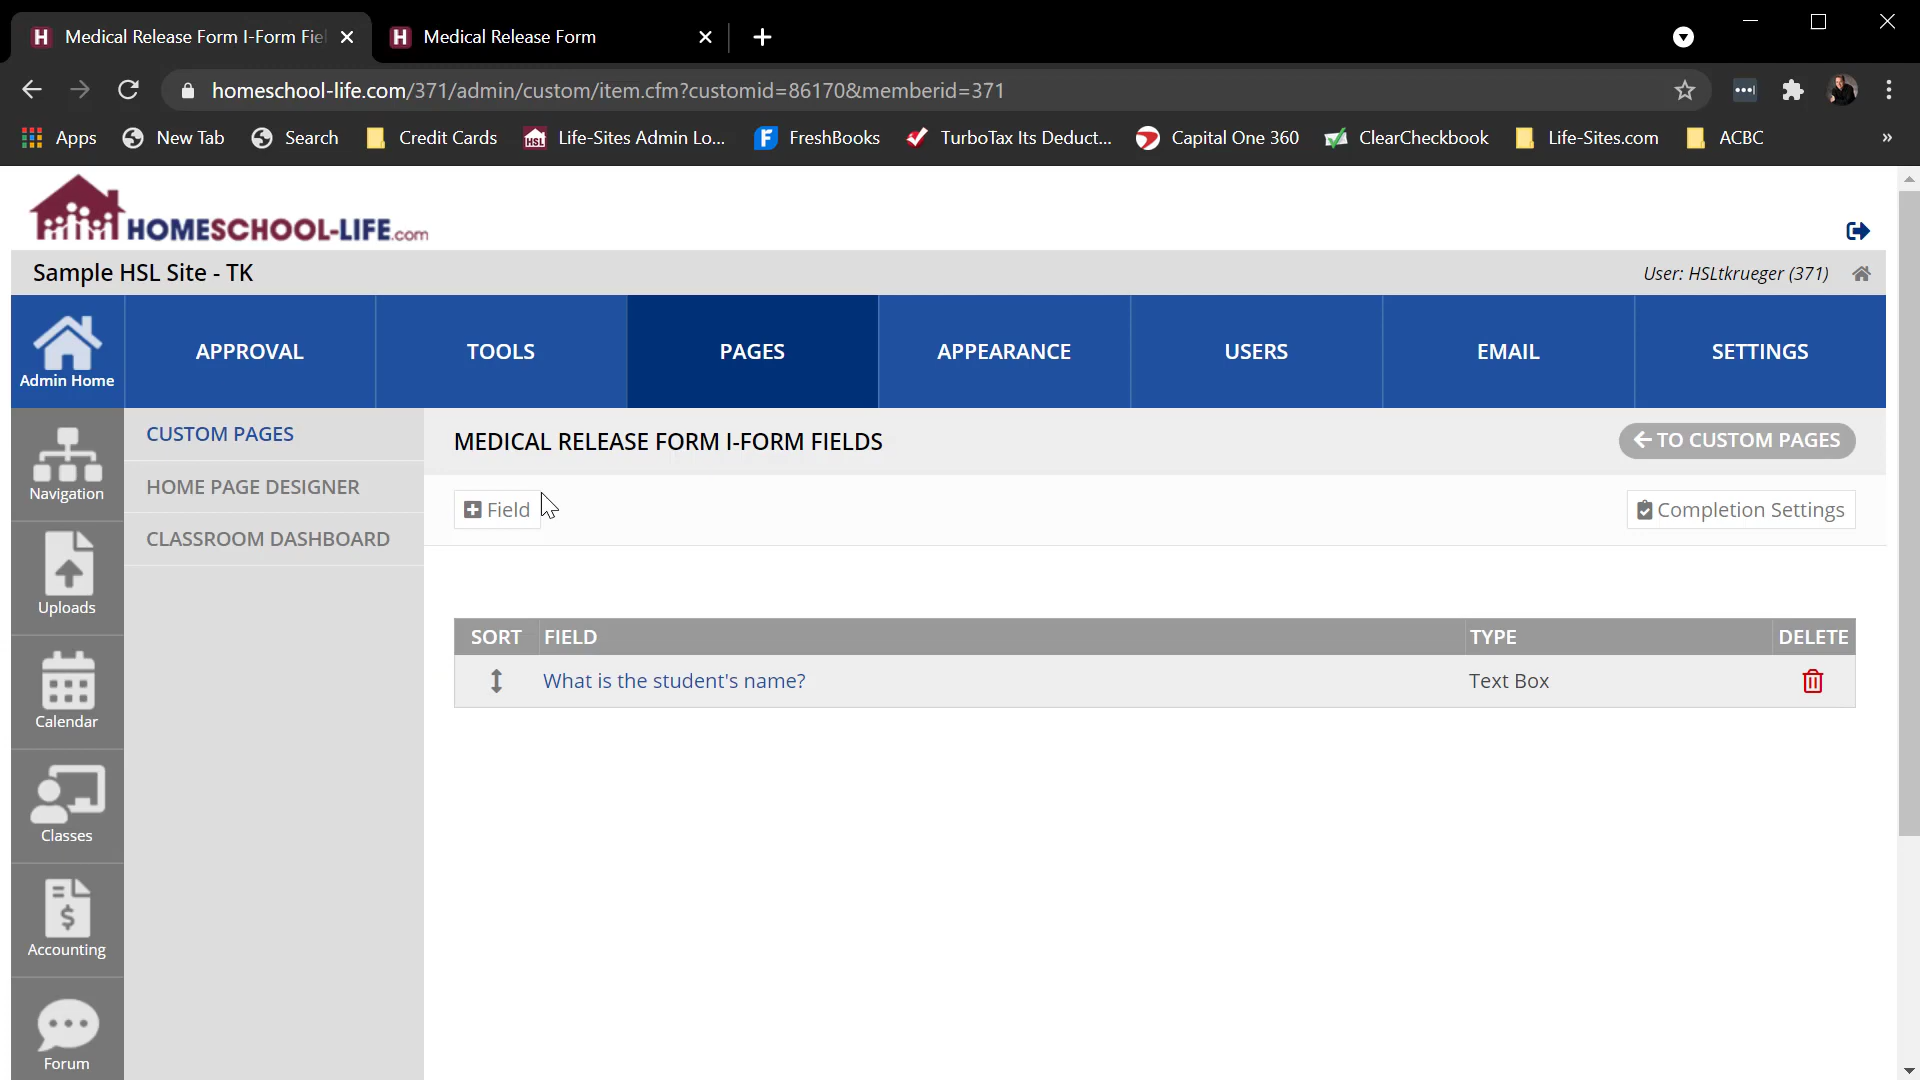 Medical Release Form I-Form Fiel
Medical Release Form
homeschool-life.com/371/admin/custom/item.cfm?customid=86170&memberid=371
Apps
New Tab
Search
Credit Cards
Life-Sites Admin Lo...
FreshBooks
TurboTax Its Deduct...
Capital One 360
ClearCheckbook
Life-Sites.com
ACBC
»
HOMESCHOOL-LIFE.com
Sample HSL Site - TK
User: HSLtkrueger (371)
Admin Home
APPROVAL
TOOLS
PAGES
APPEARANCE
USERS
EMAIL
SETTINGS
Navigation
Uploads
Calendar
Classes
Accounting
Forum
CUSTOM PAGES
HOME PAGE DESIGNER
CLASSROOM DASHBOARD
MEDICAL RELEASE FORM I-FORM FIELDS
TO CUSTOM PAGES
Field
Completion Settings
SORT FIELD TYPE DELETE
What is the student's name? Text Box